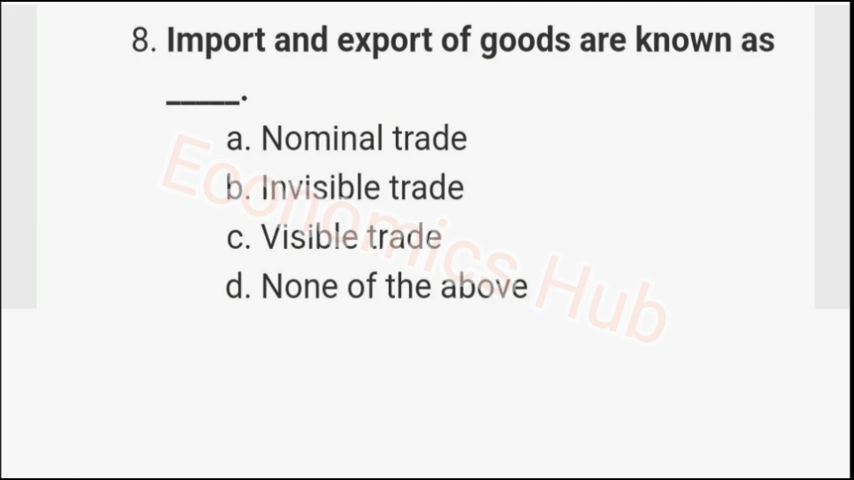 8. Import and export of goods are known as
_____.
a. Nominal trade
b. Invisible trade
c. Visible trade
d. None of the above
Economics Hub